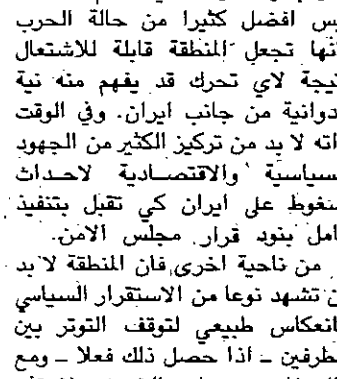 يس افضل كثيرا من حالة الحرب
نها تجعل المنطقة قابلة للاشتعال
تيجة لاي تحرك قد يفهم منه نية
دوانية من جانب ايران. وفي الوقت
اته لا بد من تركيز الكثير من الجهود
سياسية والاقتصادية لاحداث
ىغوط على ايران كي تقبل بتنفيذ
امل بنود قرار مجلس الامن.
من ناحية اخرى، فان المنطقة لا بد
ن تشهد نوعا من الاستقرار السياسي
انعكاس طبيعي لتوقف التوتر بين
طرفين - اذا حصل ذلك فعلا - ومع